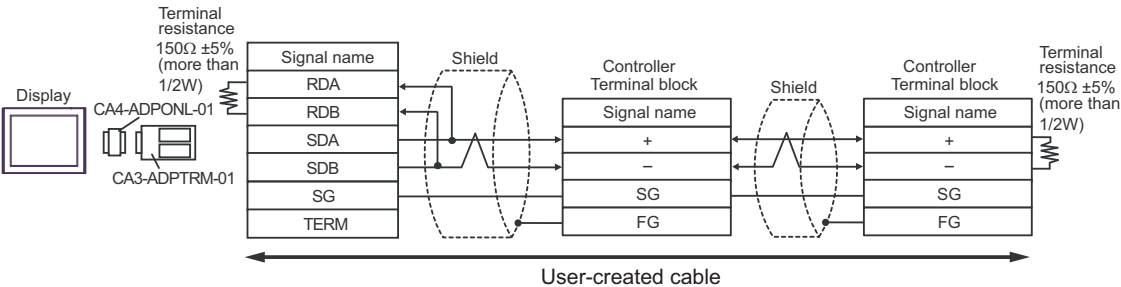 Terminal
resistance
150Ω ±5%
(more than
1/2W)
Display
CA4-ADPONL-01
CA3-ADPTRM-01
Signal name
RDA
RDB
SDA
SDB
SG
TERM
Shield
Controller
Terminal block
Signal name
+
–
SG
FG
Shield
Controller
Terminal block
Signal name
+
–
SG
FG
Terminal
resistance
150Ω ±5%
(more than
1/2W)
User-created cable